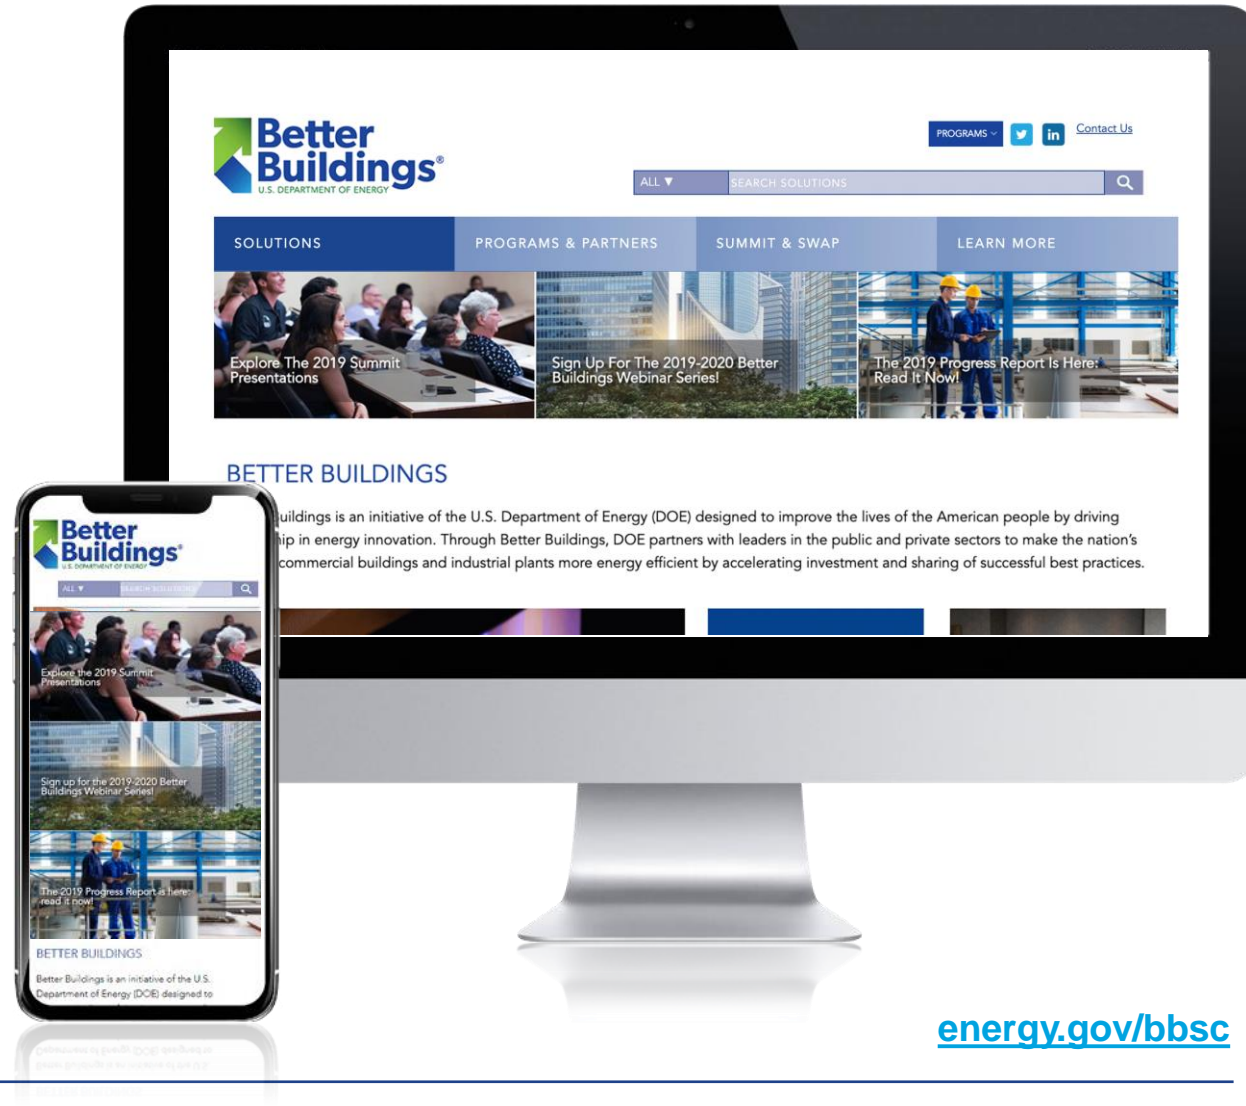 Better
Buildings®
U.S. DEPARTMENT OF ENERGY
PROGRAMS
Contact Us
ALL ▼
SEARCH SOLUTIONS
SOLUTIONS
PROGRAMS & PARTNERS
SUMMIT & SWAP
LEARN MORE
Explore The 2019 Summit
Presentations
Sign Up For The 2019-2020 Better
Buildings Webinar Series!
The 2019 Progress Report Is Here:
Read It Now!
BETTER BUILDINGS
uildings is an initiative of the U.S. Department of Energy (DOE) designed to improve the lives of the American people by driving
ip in energy innovation. Through Better Buildings, DOE partners with leaders in the public and private sectors to make the nation's
commercial buildings and industrial plants more energy efficient by accelerating investment and sharing of successful best practices.
Better
Buildings®
U.S. DEPARTMENT OF ENERGY
ALL ▼
SEARCH SOLUTIONS
Explore the 2019 Summit
Presentations
Sign up for the 2019-2020 Better
Buildings Webinar Series!
The 2019 Progress Report is here:
read it now!
BETTER BUILDINGS
Better Buildings is an initiative of the U.S.
Department of Energy (DOE) designed to
energy.gov/bbsc